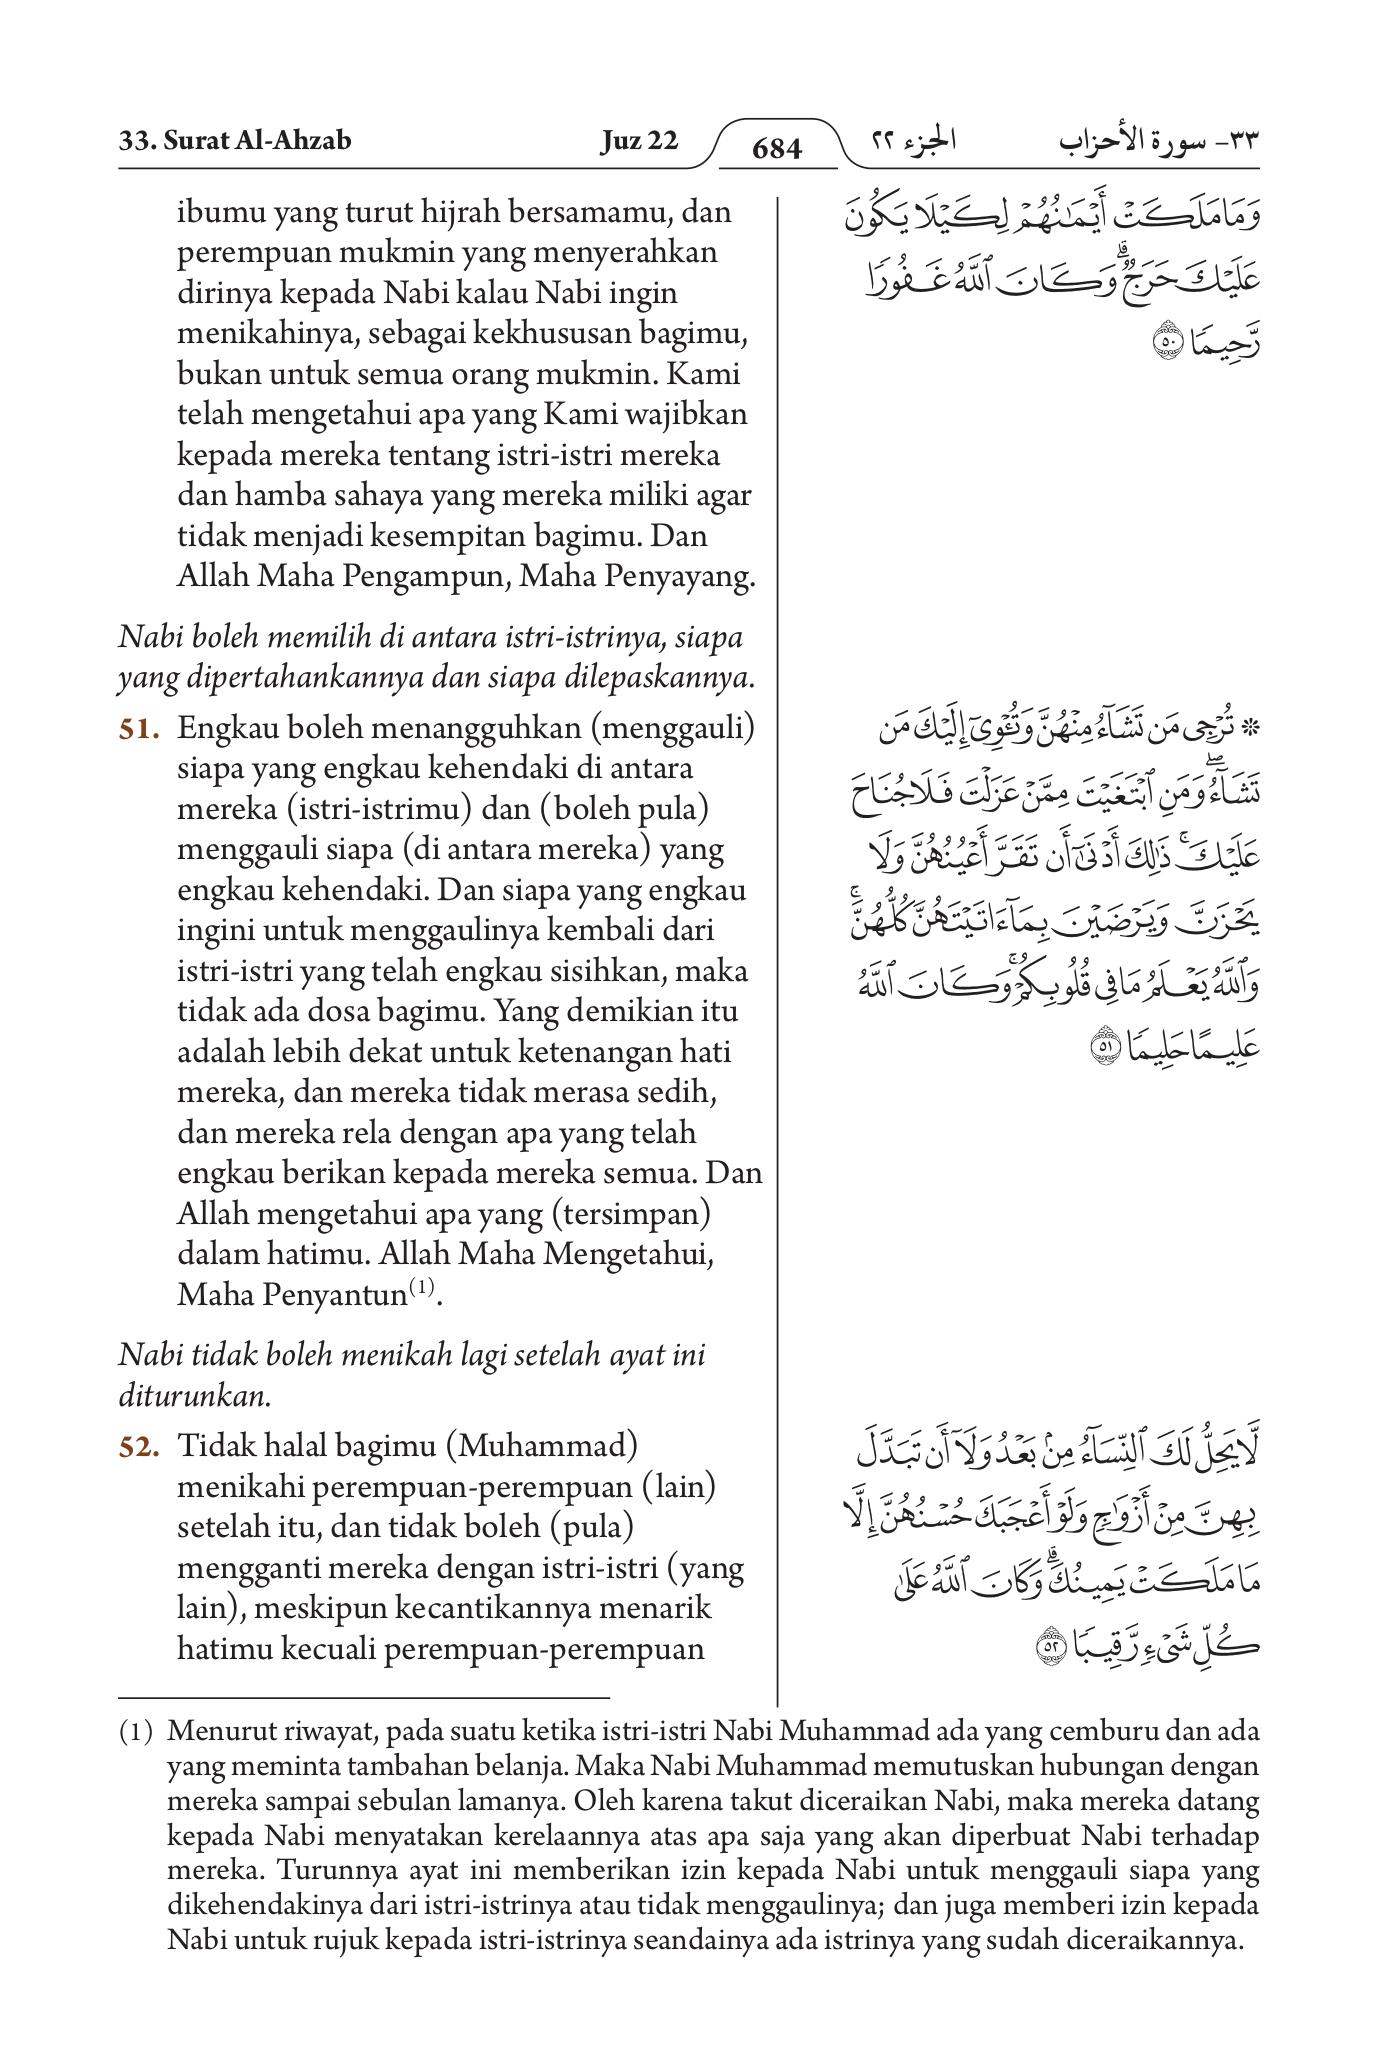 33. Surat Al-Ahzab Juz 22 684 الجزء ٢٢ ٣٣- سورة الأحزاب
ibumu yang turut hijrah bersamamu, dan
perempuan mukmin yang menyerahkan
dirinya kepada Nabi kalau Nabi ingin
menikahinya, sebagai kekhususan bagimu,
bukan untuk semua orang mukmin. Kami
telah mengetahui apa yang Kami wajibkan
kepada mereka tentang istri-istri mereka
dan hamba sahaya yang mereka miliki agar
tidak menjadi kesempitan bagimu. Dan
Allah Maha Pengampun, Maha Penyayang.
Nabi boleh memilih di antara istri-istrinya, siapa
yang dipertahankannya dan siapa dilepaskannya.
51. Engkau boleh menangguhkan (menggauli)
siapa yang engkau kehendaki di antara
mereka (istri-istrimu) dan (boleh pula)
menggauli siapa (di antara mereka) yang
engkau kehendaki. Dan siapa yang engkau
ingini untuk menggaulinya kembali dari
istri-istri yang telah engkau sisihkan, maka
tidak ada dosa bagimu. Yang demikian itu
adalah lebih dekat untuk ketenangan hati
mereka, dan mereka tidak merasa sedih,
dan mereka rela dengan apa yang telah
engkau berikan kepada mereka semua. Dan
Allah mengetahui apa yang (tersimpan)
dalam hatimu. Allah Maha Mengetahui,
Maha Penyantun(1).
Nabi tidak boleh menikah lagi setelah ayat ini
diturunkan.
52. Tidak halal bagimu (Muhammad)
menikahi perempuan-perempuan (lain)
setelah itu, dan tidak boleh (pula)
mengganti mereka dengan istri-istri (yang
lain), meskipun kecantikannya menarik
hatimu kecuali perempuan-perempuan
وَمَا مَلَكَتْ أَيْمَٰنُهُمْ لِكَيْلَا يَكُونَ
عَلَيْكَ حَرَجٌ ۗ وَكَانَ ٱللَّهُ غَفُورًا
رَّحِيمًا ٥٠
۞ تُرْجِى مَن تَشَآءُ مِنْهُنَّ وَتُـْٔوِىٓ إِلَيْكَ مَن
تَشَآءُ ۖ وَمَنِ ٱبْتَغَيْتَ مِمَّنْ عَزَلْتَ فَلَا جُنَاحَ
عَلَيْكَ ۚ ذَٰلِكَ أَدْنَىٰٓ أَن تَقَرَّ أَعْيُنُهُنَّ وَلَا
يَحْزَنَّ وَيَرْضَيْنَ بِمَآ ءَاتَيْتَهُنَّ كُلُّهُنَّ ۚ
وَٱللَّهُ يَعْلَمُ مَا فِى قُلُوبِكُمْ ۚ وَكَانَ ٱللَّهُ
عَلِيمًا حَلِيمًا ٥١
لَّا يَحِلُّ لَكَ ٱلنِّسَآءُ مِنۢ بَعْدُ وَلَآ أَن تَبَدَّلَ
بِهِنَّ مِنْ أَزْوَٰجٍ وَلَوْ أَعْجَبَكَ حُسْنُهُنَّ إِلَّا
مَا مَلَكَتْ يَمِينُكَ ۗ وَكَانَ ٱللَّهُ عَلَىٰ
كُلِّ شَىْءٍ رَّقِيبًا ٥٢
(1) Menurut riwayat, pada suatu ketika istri-istri Nabi Muhammad ada yang cemburu dan ada
yang meminta tambahan belanja. Maka Nabi Muhammad memutuskan hubungan dengan
mereka sampai sebulan lamanya. Oleh karena takut diceraikan Nabi, maka mereka datang
kepada Nabi menyatakan kerelaannya atas apa saja yang akan diperbuat Nabi terhadap
mereka. Turunnya ayat ini memberikan izin kepada Nabi untuk menggauli siapa yang
dikehendakinya dari istri-istrinya atau tidak menggaulinya; dan juga memberi izin kepada
Nabi untuk rujuk kepada istri-istrinya seandainya ada istrinya yang sudah diceraikannya.